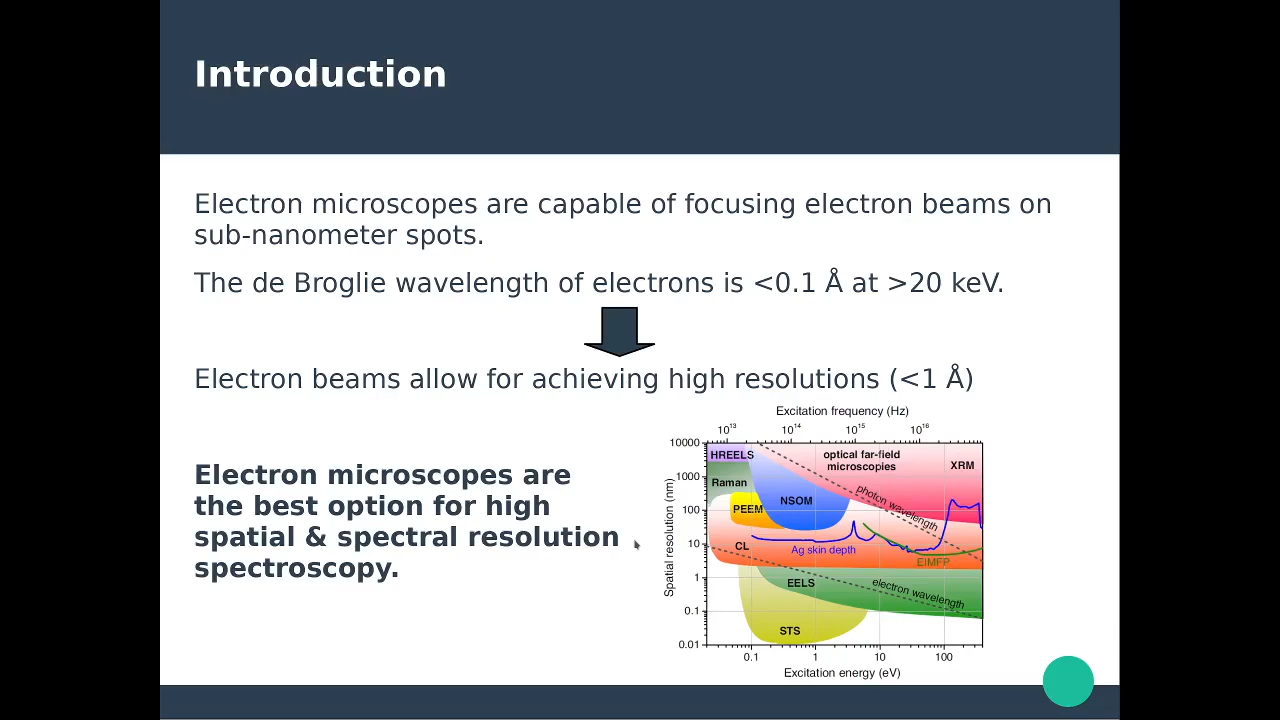 Introduction
Electron microscopes are capable of focusing electron beams on
sub-nanometer spots.
The de Broglie wavelength of electrons is <0.1 Å at >20 keV.
Electron beams allow for achieving high resolutions (<1 Å)
Electron microscopes are
the best option for high
spatial & spectral resolution
spectroscopy.
Excitation frequency (Hz)
10¹³ 10¹⁴ 10¹⁵ 10¹⁶
Spatial resolution (nm)
10000
1000
100
10
1
0.1
0.01
HREELS
optical far-field
microscopies
XRM
Raman
NSOM
photon wavelength
PEEM
CL
Ag skin depth
EIMFP
EELS
electron wavelength
STS
0.1 1 10 100
Excitation energy (eV)